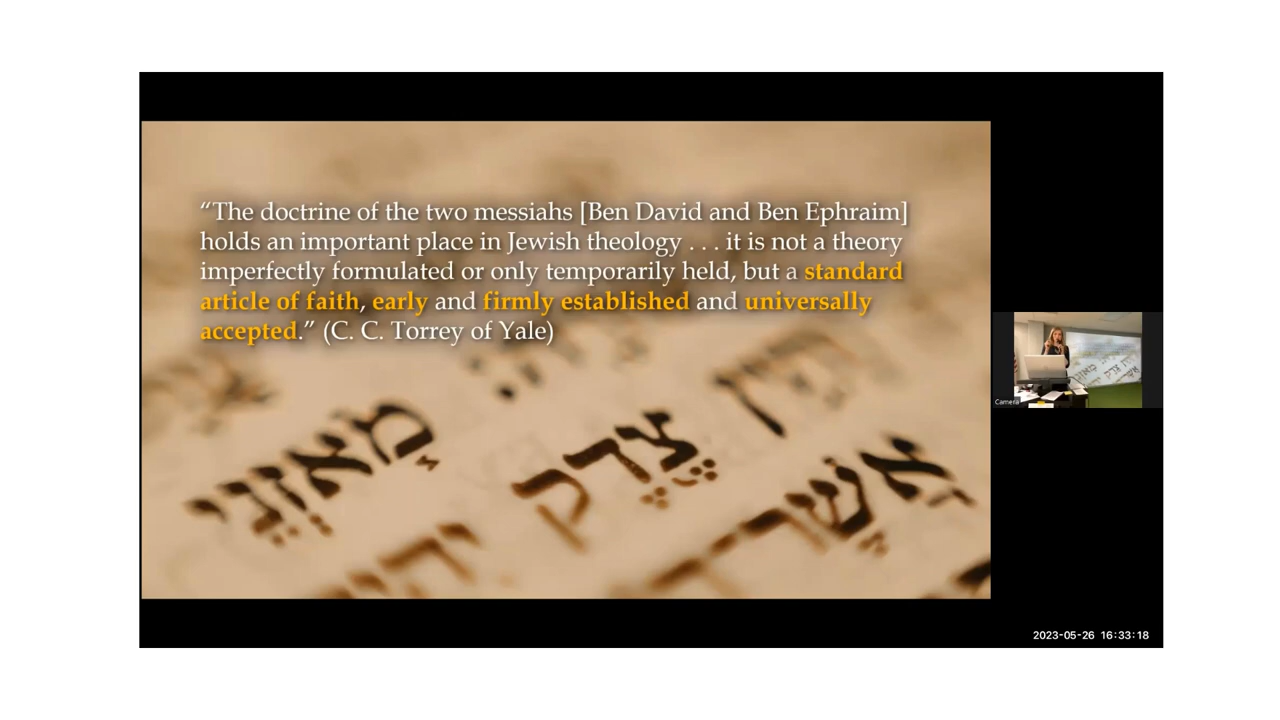 “The doctrine of the two messiahs [Ben David and Ben Ephraim]
holds an important place in Jewish theology . . . it is not a theory
imperfectly formulated or only temporarily held, but a standard
article of faith, early and firmly established and universally
accepted.” (C. C. Torrey of Yale)
מֵאוֹזְנֵי צֶדֶק
אֲשֶׁר
Camera
2023-05-26 16:33:18